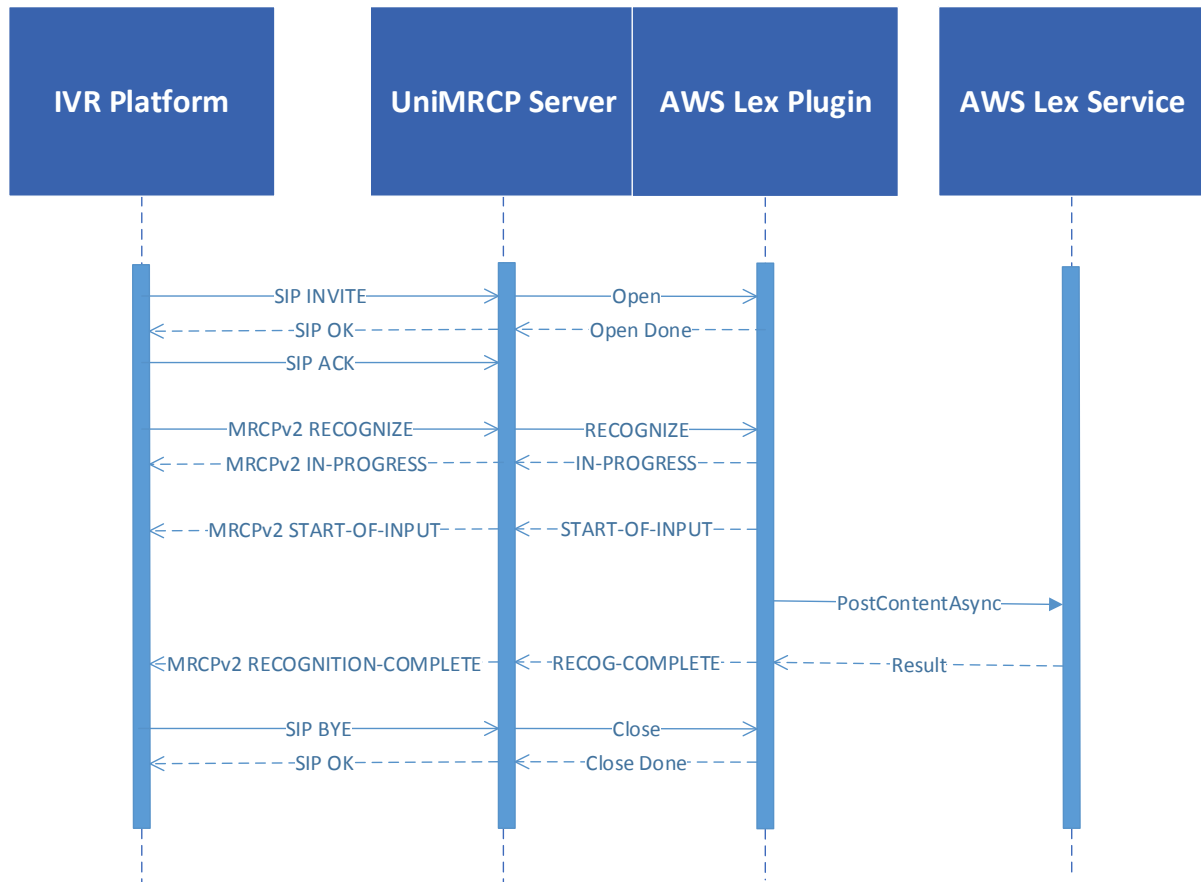 IVR Platform
UniMRCP Server
AWS Lex Plugin
AWS Lex Service
SIP INVITE
Open
SIP OK
Open Done
SIP ACK
MRCPv2 RECOGNIZE
RECOGNIZE
MRCPv2 IN-PROGRESS
IN-PROGRESS
MRCPv2 START-OF-INPUT
START-OF-INPUT
PostContentAsync
MRCPv2 RECOGNITION-COMPLETE
RECOG-COMPLETE
Result
SIP BYE
Close
SIP OK
Close Done